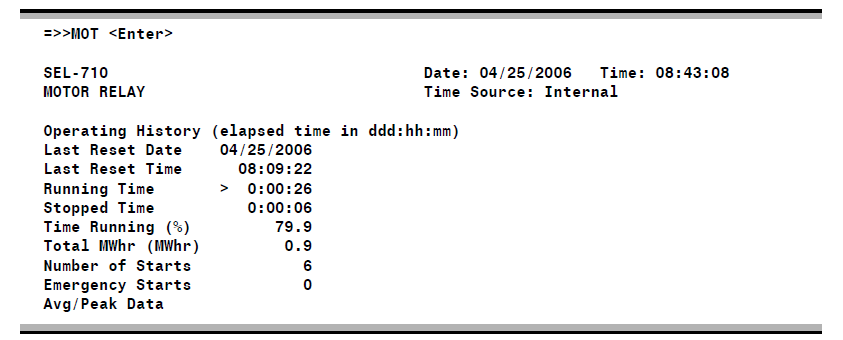 =>>MOT <Enter>
SEL-710 Date: 04/25/2006 Time: 08:43:08
MOTOR RELAY Time Source: Internal
Operating History (elapsed time in ddd:hh:mm)
Last Reset Date 04/25/2006
Last Reset Time 08:09:22
Running Time > 0:00:26
Stopped Time 0:00:06
Time Running (%) 79.9
Total MWhr (MWhr) 0.9
Number of Starts 6
Emergency Starts 0
Avg/Peak Data